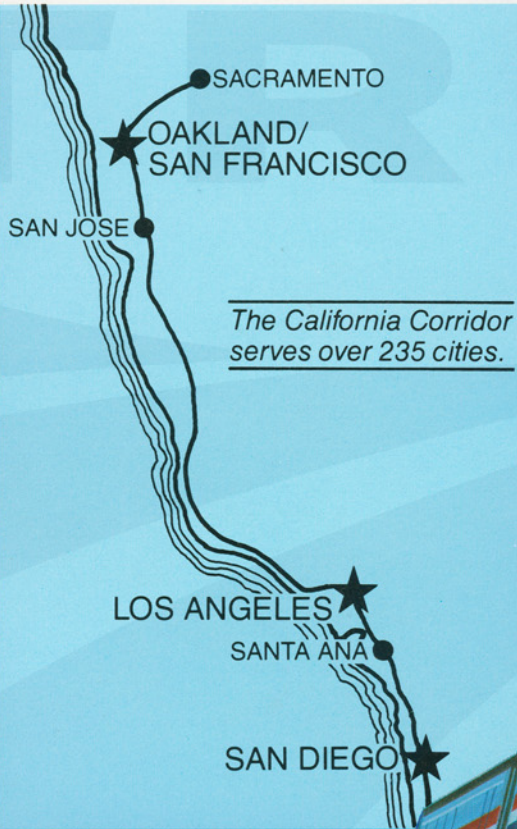 SACRAMENTO
OAKLAND/
SAN FRANCISCO
SAN JOSE
The California Corridor
serves over 235 cities.
LOS ANGELES
SANTA ANA
SAN DIEGO